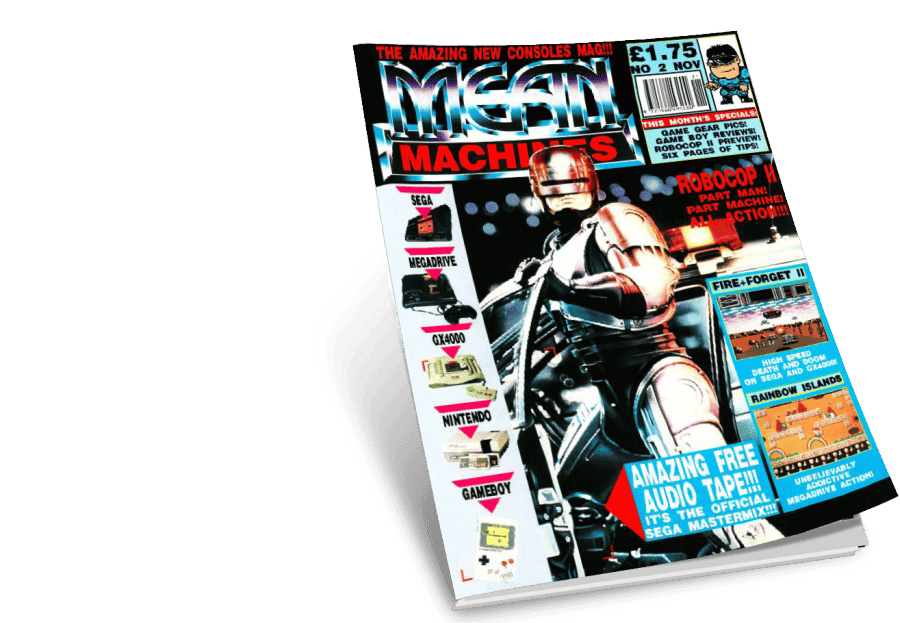 THE AMAZING NEW CONSOLES MAG!!!
MEAN
MACHINES
£1.75
NO 2 NOV
THIS MONTH'S SPECIALS!
GAME GEAR PICS!
GAME BOY REVIEWS!
ROBOCOP II PREVIEW!
SIX PAGES OF TIPS!
ROBOCOP II
PART MAN!
PART MACHINE!
ALL ACTION!!!
SEGA
MEGADRIVE
GX4000
NINTENDO
GAMEBOY
FIRE+FORGET II
HIGH SPEED
DEATH AND DOOM
ON SEGA AND GX4000!
RAINBOW ISLANDS
UNBELIEVABLY
ADDICTIVE
MEGADRIVE ACTION!
AMAZING FREE
AUDIO TAPE!!!
IT'S THE OFFICIAL
SEGA MASTERMIX!!!